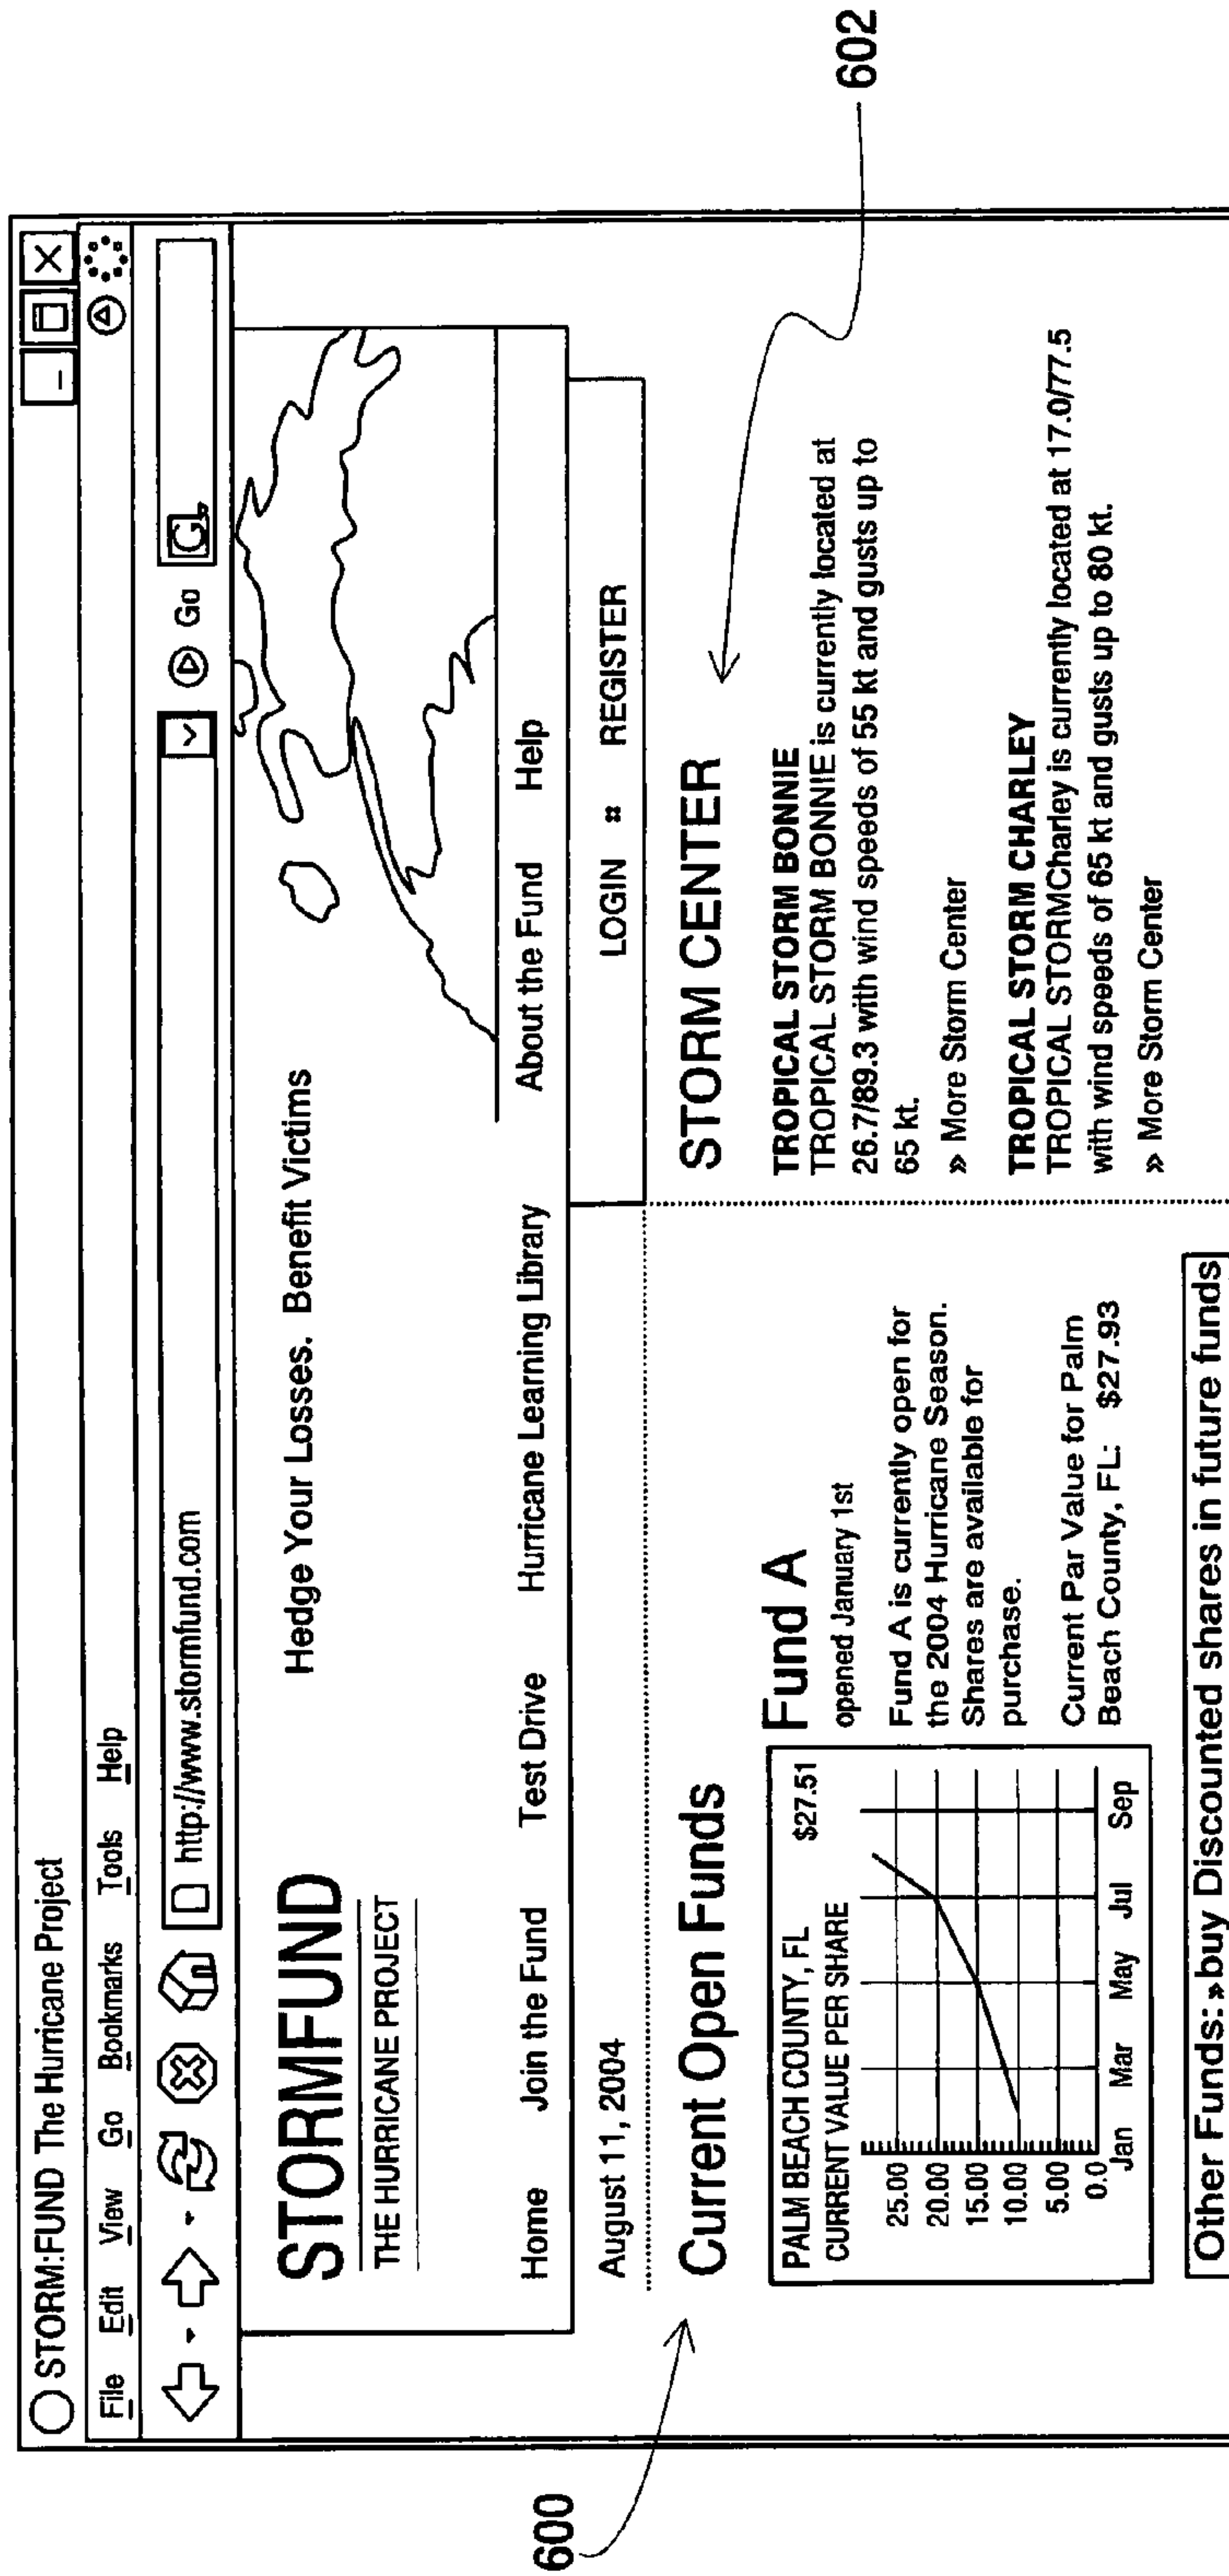 STORM:FUND The Hurricane Project
File Edit View Go Bookmarks Tools Help
http://www.stormfund.com Go G
STORMFUND
THE HURRICANE PROJECT
Hedge Your Losses. Benefit Victims
Home Join the Fund Test Drive Hurricane Learning Library About the Fund Help
August 11, 2004
LOGIN :: REGISTER
600
Current Open Funds
PALM BEACH COUNTY, FL
CURRENT VALUE PER SHARE $27.51
25.00
20.00
15.00
10.00
5.00
0.0
Jan Mar May Jul Sep
Fund A
opened January 1st
Fund A is currently open for
the 2004 Hurricane Season.
Shares are available for
purchase.
Current Par Value for Palm
Beach County, FL: $27.93
Other Funds: »buy Discounted shares in future funds
602
STORM CENTER
TROPICAL STORM BONNIE
TROPICAL STORM BONNIE is currently located at
26.7/89.3 with wind speeds of 55 kt and gusts up to
65 kt.
» More Storm Center
TROPICAL STORM CHARLEY
TROPICAL STORMCharley is currently located at 17.0/77.5
with wind speeds of 65 kt and gusts up to 80 kt.
» More Storm Center